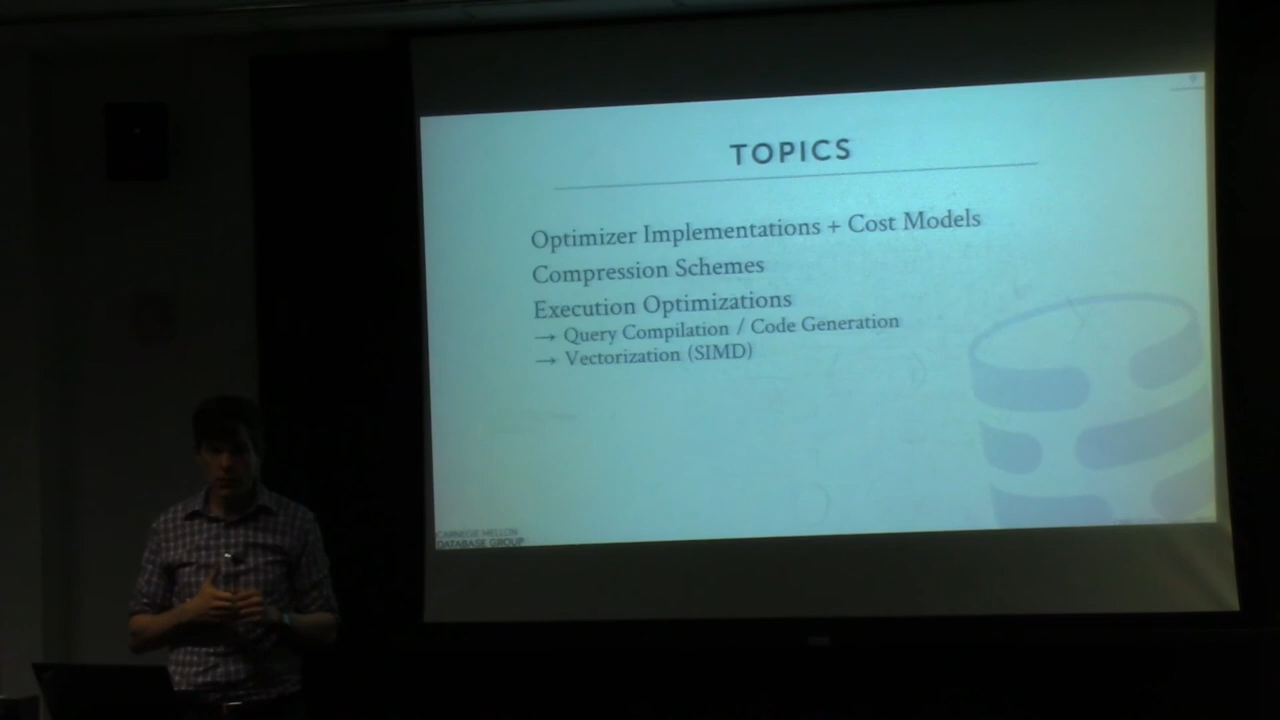 9
TOPICS
Optimizer Implementations + Cost Models
Compression Schemes
Execution Optimizations
→ Query Compilation / Code Generation
→ Vectorization (SIMD)
CARNEGIE MELLON
DATABASE GROUP